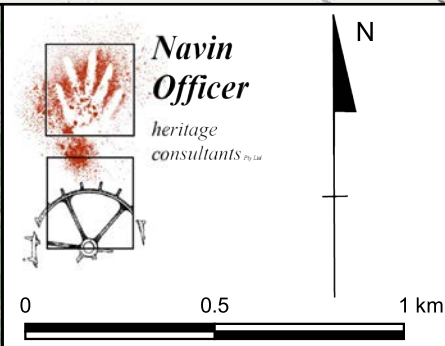 Navin
Officer
heritage
consultants Pty Ltd
N
0 0.5 1 km